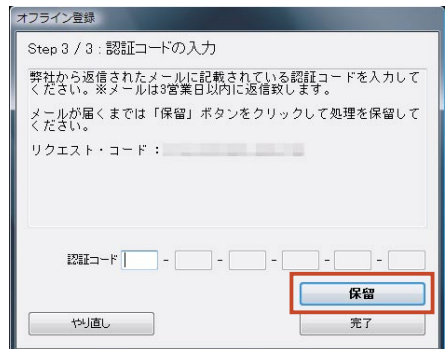 オフライン登録
Step 3 / 3 : 認証コードの入力
弊社から返信されたメールに記載されている認証コードを入力して
ください。※メールは3営業日以内に返信致します。
メールが届くまでは「保留」ボタンをクリックして処理を保留して
ください。
リクエスト・コード :
認証コード - - - - -
保留
やり直し 完了